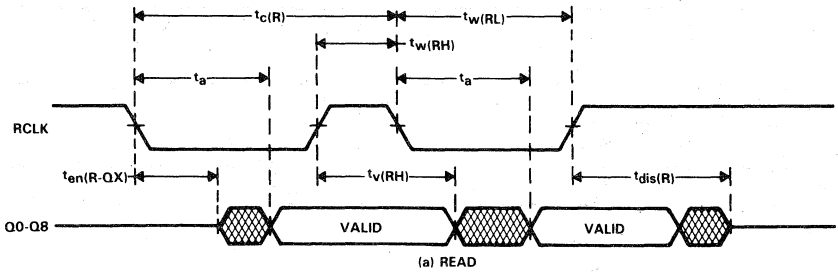 tc(R)
tw(RL)
tw(RH)
ta
ta
RCLK
ten(R-QX)
tv(RH)
tdis(R)
Q0-Q8
VALID
VALID
(a) READ